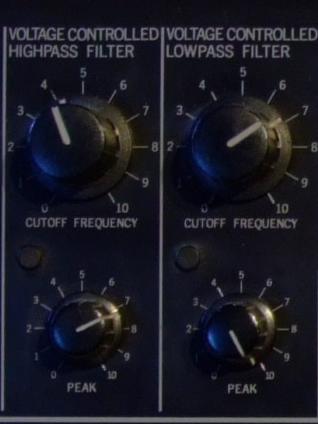 VOLTAGE CONTROLLED
HIGHPASS FILTER
VOLTAGE CONTROLLED
LOWPASS FILTER
0 1 2 3 4 5 6 7 8 9 10
CUTOFF FREQUENCY
0 1 2 3 4 5 6 7 8 9 10
CUTOFF FREQUENCY
0 1 2 3 4 5 6 7 8 9 10
PEAK
0 1 2 3 4 5 6 7 8 9 10
PEAK